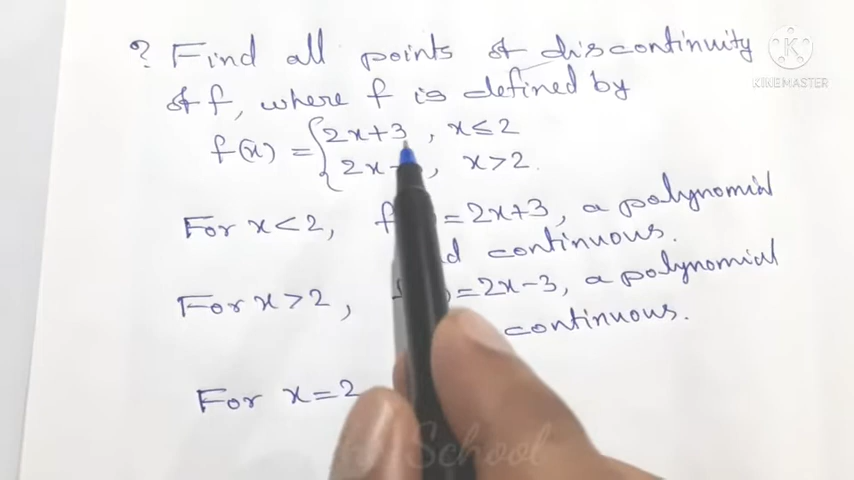 ? Find all points of discontinuity
K
KINEMASTER
of f, where f is defined by
f(x) = { 2x+3 , x≤2
2x- , x>2.
For x<2, f = 2x+3, a polynomial
continuous.
For x>2, = 2x-3, a polynomial
continuous.
For x=2
School